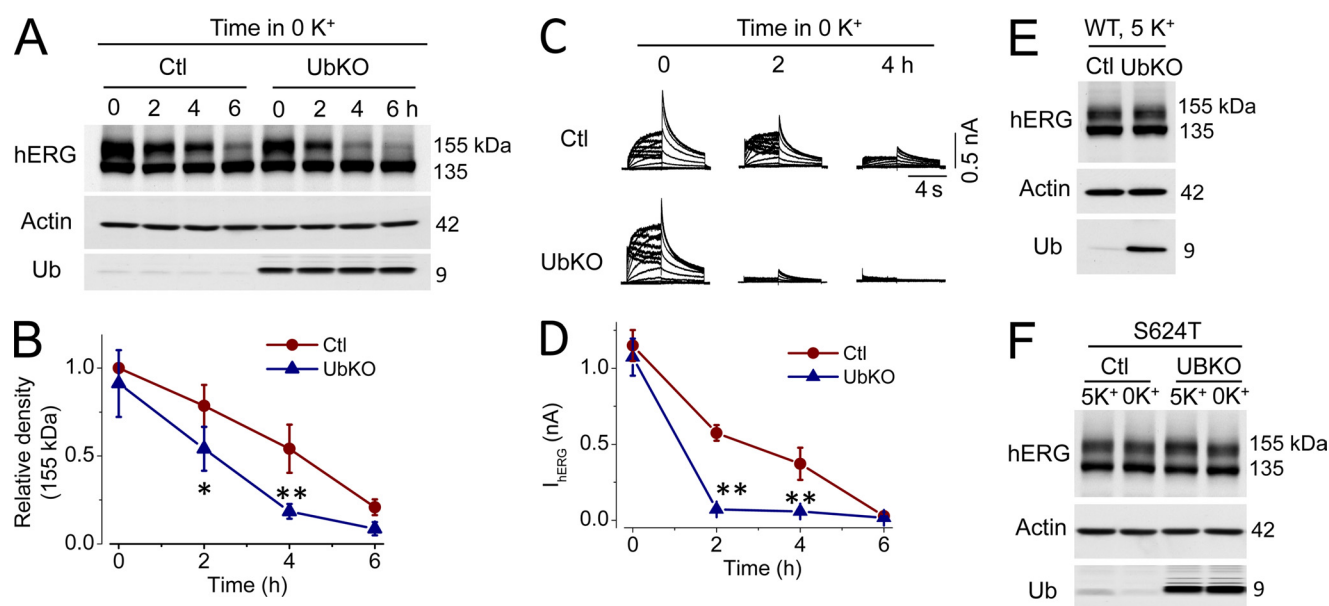 A
Time in 0 K⁺
Ctl UbKO
0 2 4 6 0 2 4 6 h
hERG 155 kDa
135
Actin 42
Ub 9
B
Ctl
UbKO
Relative density
(155 kDa)
1.0
0.5
0.0
* **
0 2 4 6
Time (h)
C
Time in 0 K⁺
0 2 4 h
Ctl
UbKO
0.5 nA
4 s
D
Ctl
UbKO
IhERG (nA)
1.0
0.5
0.0
** **
0 2 4 6
Time (h)
E
WT, 5 K⁺
Ctl UbKO
hERG 155 kDa
135
Actin 42
Ub 9
F
S624T
Ctl UBKO
5K⁺ 0K⁺ 5K⁺ 0K⁺
hERG 155 kDa
135
Actin 42
Ub 9